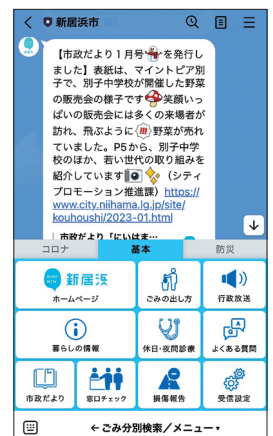 新居浜市
【市政だより1月号 を発行し
ました】表紙は、マイントピア別
子で、別子中学校が開催した野菜
の販売会の様子です 笑顔いっ
ぱいの販売会には多くの来場者が
訪れ、飛ぶように 野菜が売れ
ていました。P5から、別子中学
校のほか、若い世代の取り組みを
紹介しています (シティ
プロモーション推進課) https://
www.city.niihama.lg.jp/site/
kouhoushi/2023-01.html
市政だより「にいはま…
コロナ
基本
防災
新居浜
ホームページ
ごみの出し方
行政放送
暮らしの情報
休日・夜間診療
よくある質問
市政だより
窓口チェック
損傷報告
受信設定
←ごみ分別検索/メニュー▼